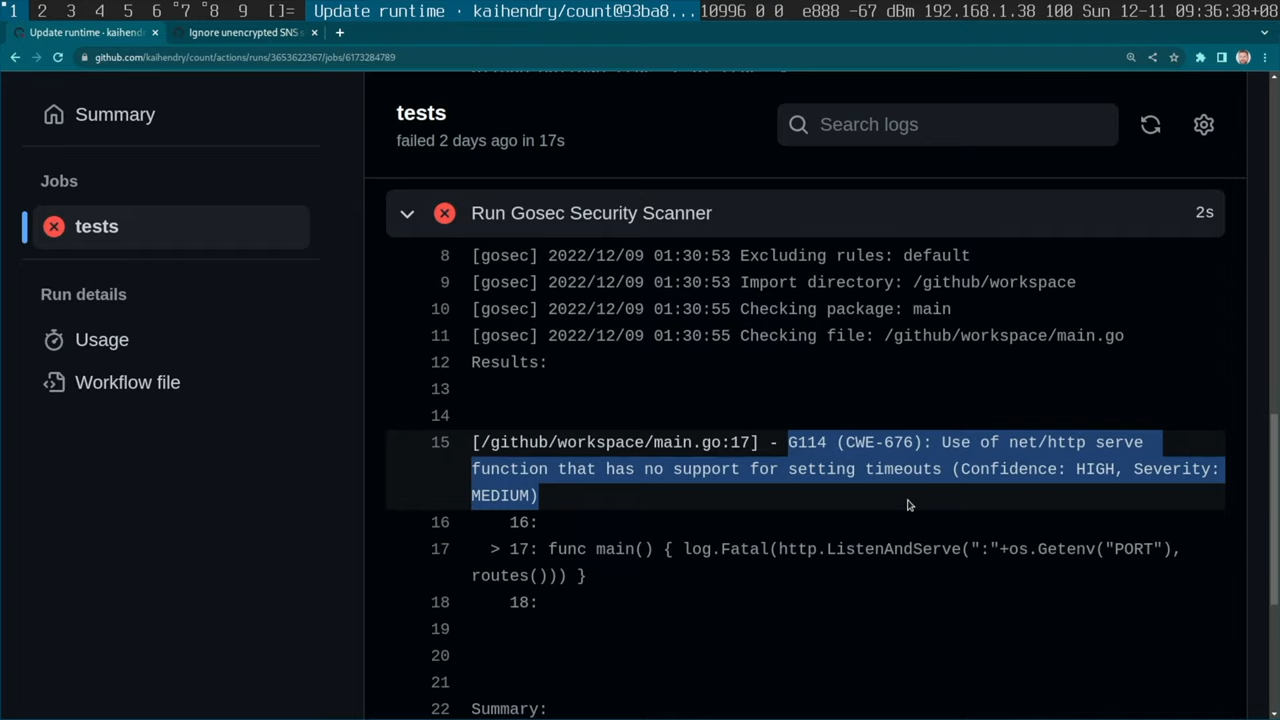 1 2 3 4 5 6 7 8 9 []= Update runtime · kaihendry/count@93ba8... 10996 0 0 e888 -67 dBm 192.168.1.38 100 Sun 12-11 09:36:38+08
Update runtime · kaihendry × Ignore unencrypted SNS s × +
github.com/kaihendry/count/actions/runs/3653622367/jobs/6173284789
Summary
Jobs
tests
Run details
Usage
Workflow file
tests
failed 2 days ago in 17s
Search logs
Run Gosec Security Scanner 2s
8 [gosec] 2022/12/09 01:30:53 Excluding rules: default
9 [gosec] 2022/12/09 01:30:53 Import directory: /github/workspace
10 [gosec] 2022/12/09 01:30:55 Checking package: main
11 [gosec] 2022/12/09 01:30:55 Checking file: /github/workspace/main.go
12 Results:
13
14
15 [/github/workspace/main.go:17] - G114 (CWE-676): Use of net/http serve
function that has no support for setting timeouts (Confidence: HIGH, Severity:
MEDIUM)
16 16:
17 > 17: func main() { log.Fatal(http.ListenAndServe(":"+os.Getenv("PORT"),
routes())) }
18 18:
19
20
21
22 Summary: